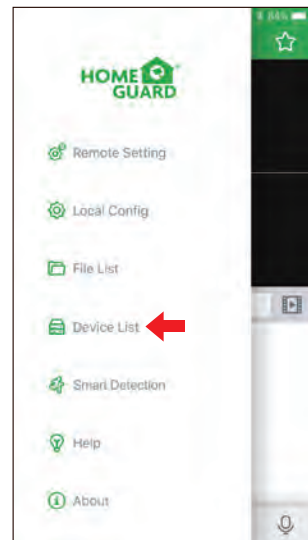 HOME
GUARD
Remote Setting
Local Config
File List
Device List
Smart Detection
Help
About